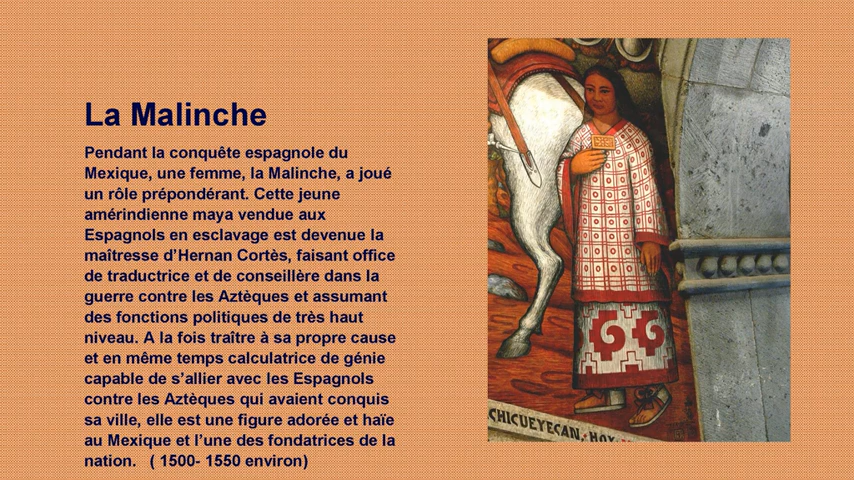 La Malinche
Pendant la conquête espagnole du
Mexique, une femme, la Malinche, a joué
un rôle prépondérant. Cette jeune
amérindienne maya vendue aux
Espagnols en esclavage est devenue la
maîtresse d’Hernan Cortès, faisant office
de traductrice et de conseillère dans la
guerre contre les Aztèques et assumant
des fonctions politiques de très haut
niveau. A la fois traître à sa propre cause
et en même temps calculatrice de génie
capable de s’allier avec les Espagnols
contre les Aztèques qui avaient conquis
sa ville, elle est une figure adorée et haïe
au Mexique et l’une des fondatrices de la
nation. ( 1500- 1550 environ)
CHICUEYECAN, HOY